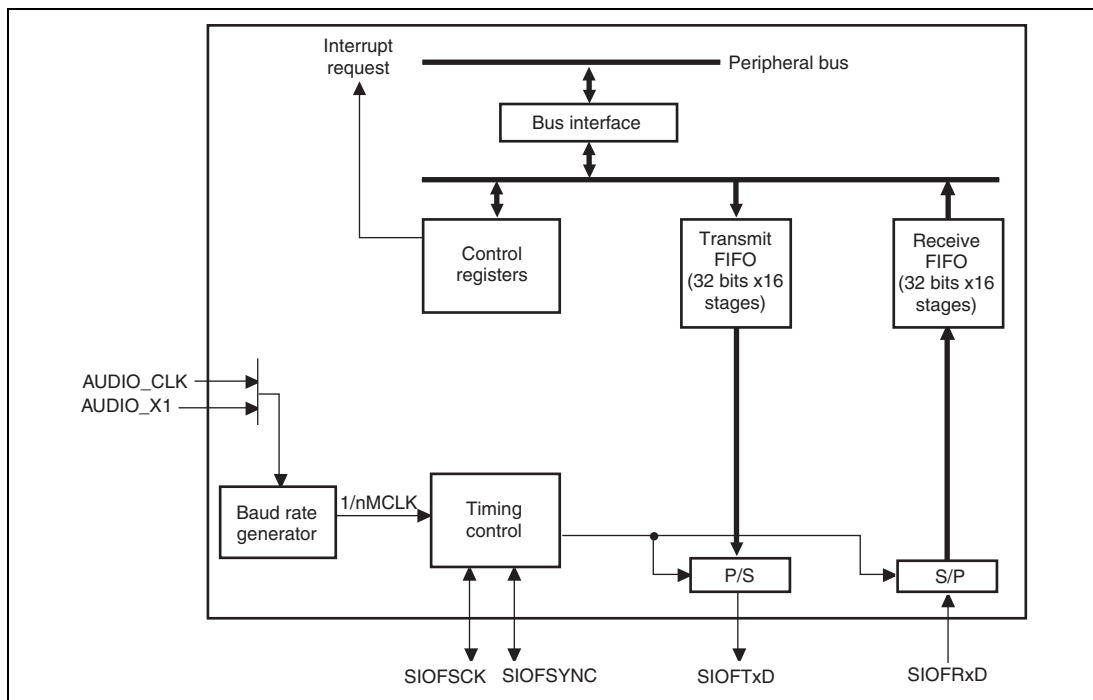 Interrupt
request
Peripheral bus
Bus interface
Control
registers
Transmit
FIFO
(32 bits x16
stages)
Receive
FIFO
(32 bits x16
stages)
AUDIO_CLK
AUDIO_X1
Baud rate
generator
1/nMCLK
Timing
control
P/S
S/P
SIOFSCK
SIOFSYNC
SIOFTxD
SIOFRxD